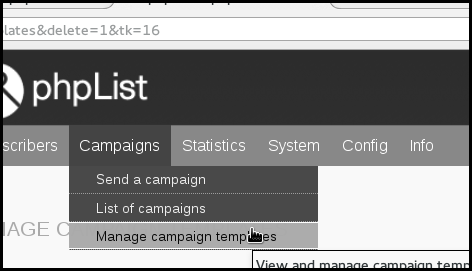 lates&delete=1&tk=16
phpList
scribers Campaigns Statistics System Config Info
Send a campaign
List of campaigns
IAGE C
Manage campaign
View and manage campaign temp